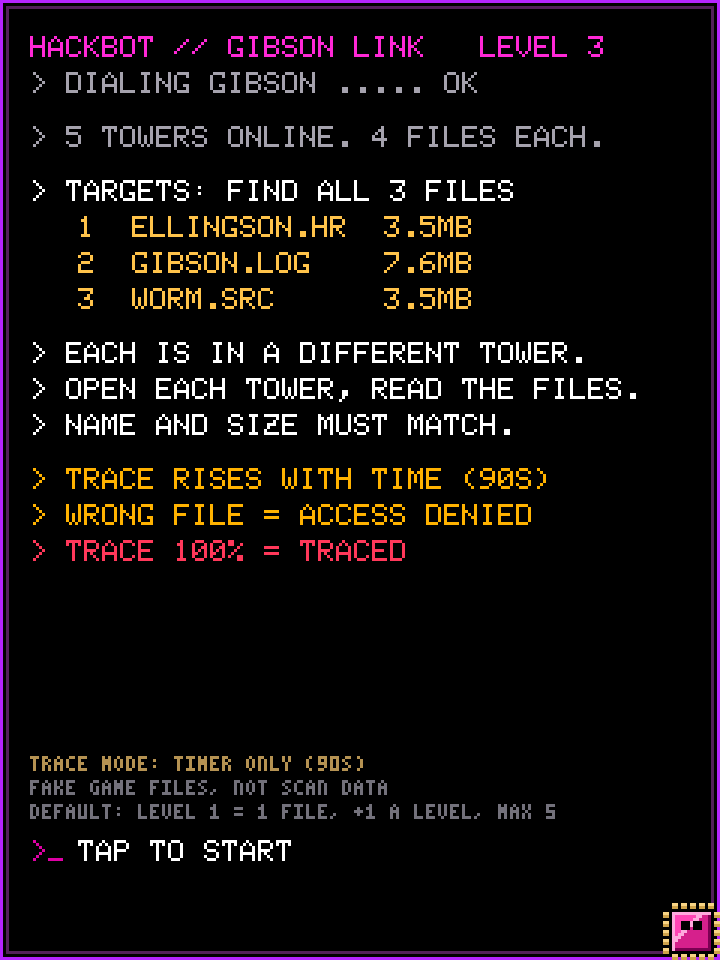 HACKBOT // GIBSON LINK   LEVEL 3
> DIALING GIBSON ..... OK
> 5 TOWERS ONLINE. 4 FILES EACH.
> TARGETS: FIND ALL 3 FILES
1  ELLINGSON.HR  3.5MB
2  GIBSON.LOG    7.6MB
3  WORM.SRC      3.5MB
> EACH IS IN A DIFFERENT TOWER.
> OPEN EACH TOWER, READ THE FILES.
> NAME AND SIZE MUST MATCH.
> TRACE RISES WITH TIME (90S)
> WRONG FILE = ACCESS DENIED
> TRACE 100% = TRACED
TRACE MODE: TIMER ONLY (90S)
FAKE GAME FILES, NOT SCAN DATA
DEFAULT: LEVEL 1 = 1 FILE, +1 A LEVEL, MAX 5
>_ TAP TO START